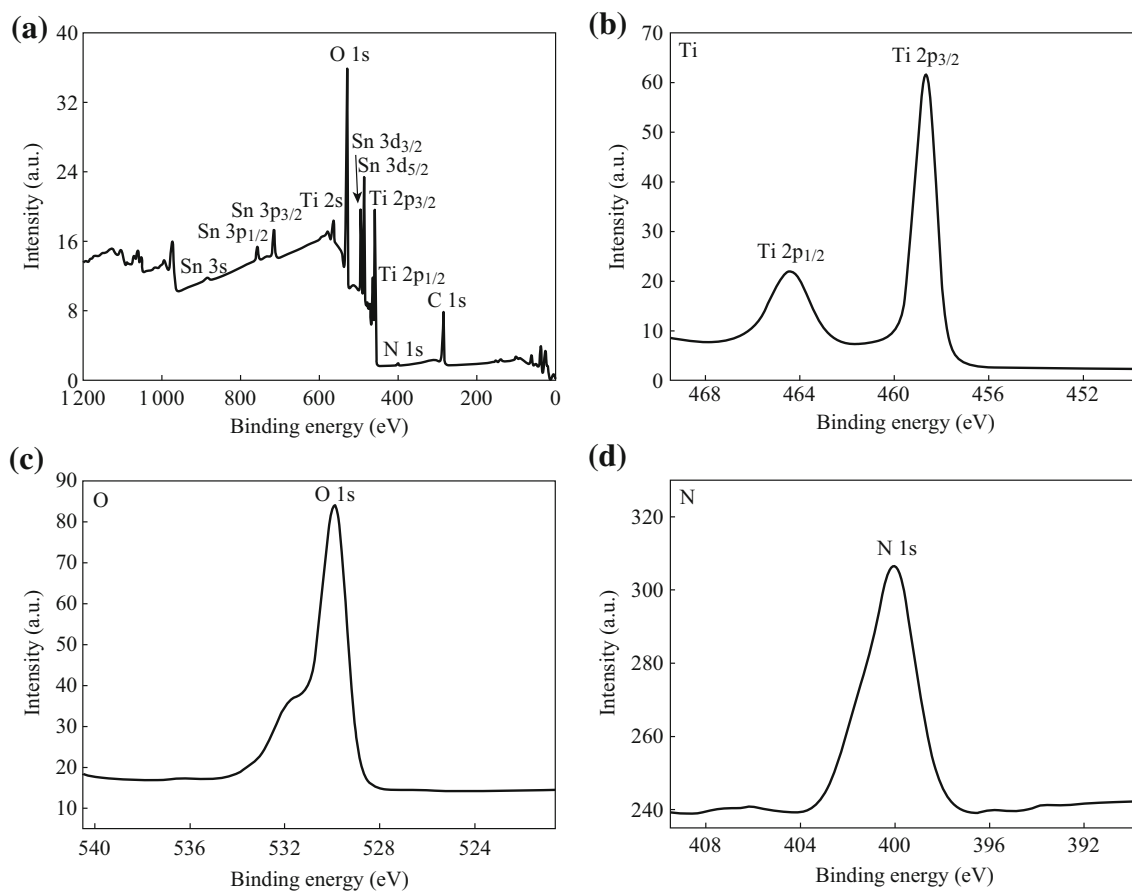 (a)
40
32
24
16
8
0
Intensity (a.u.)
O 1s
Sn 3d3/2
Sn 3d5/2
Sn 3p3/2
Ti 2s
Ti 2p3/2
Sn 3p1/2
Sn 3s
Ti 2p1/2
C 1s
N 1s
1 200 1 000 800 600 400 200 0
Binding energy (eV)
(b)
Ti
70
60
50
40
30
20
10
0
Intensity (a.u.)
Ti 2p3/2
Ti 2p1/2
468 464 460 456 452
Binding energy (eV)
(c)
O
90
80
70
60
50
40
30
20
10
Intensity (a.u.)
O 1s
540 536 532 528 524
Binding energy (eV)
(d)
N
320
300
280
260
240
Intensity (a.u.)
N 1s
408 404 400 396 392
Binding energy (eV)